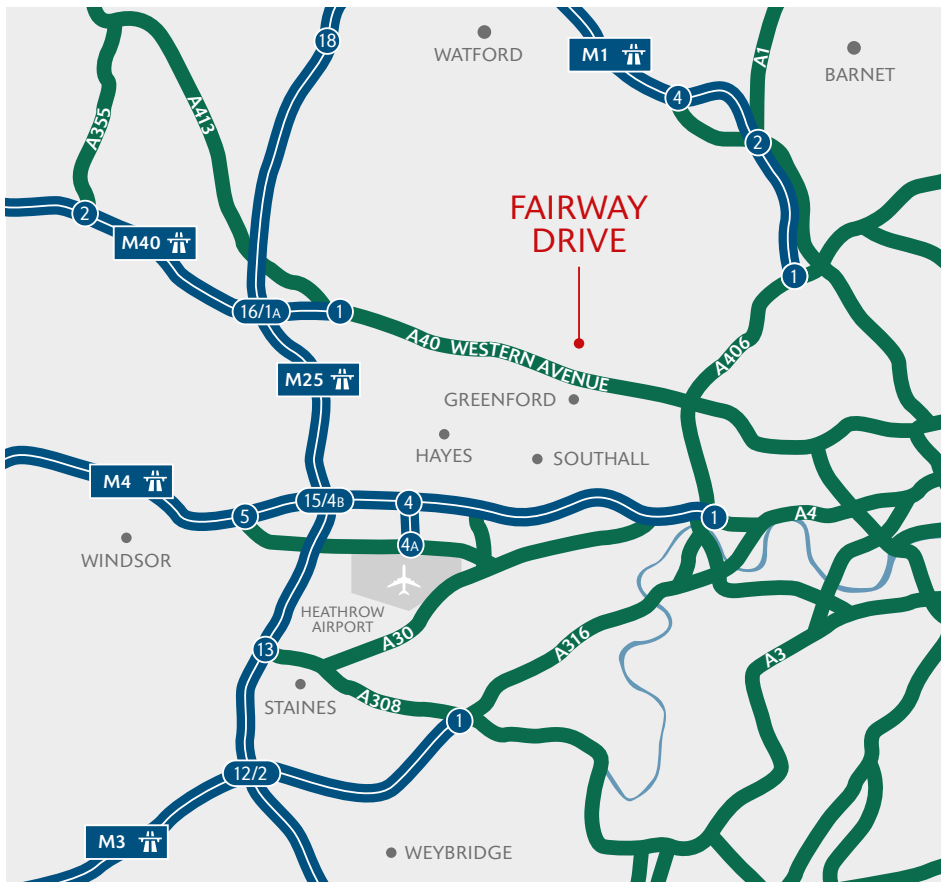 18
WATFORD
M1
A1
BARNET
4
A355
A413
2
2
M40
FAIRWAY
DRIVE
1
16/1A
1
A40 WESTERN AVENUE
A406
M25
GREENFORD
HAYES
SOUTHALL
M4
15/4B
4
5
1
A4
4A
WINDSOR
HEATHROW
AIRPORT
A30
A316
13
A3
STAINES
A308
1
12/2
M3
WEYBRIDGE